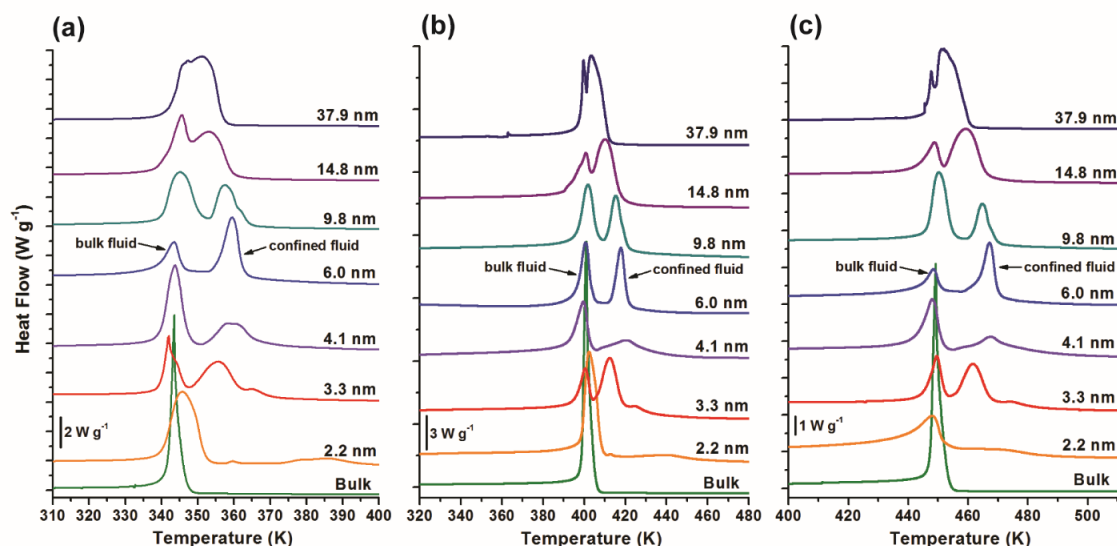 (a)
37.9 nm
14.8 nm
9.8 nm
bulk fluid
confined fluid
6.0 nm
4.1 nm
3.3 nm
2 W g⁻¹
2.2 nm
Bulk
310 320 330 340 350 360 370 380 390 400
Temperature (K)
Heat Flow (W g⁻¹)
(b)
37.9 nm
14.8 nm
9.8 nm
bulk fluid
confined fluid
6.0 nm
4.1 nm
3.3 nm
3 W g⁻¹
2.2 nm
Bulk
320 340 360 380 400 420 440 460 480
Temperature (K)
(c)
37.9 nm
14.8 nm
9.8 nm
bulk fluid
confined fluid
6.0 nm
4.1 nm
3.3 nm
1 W g⁻¹
2.2 nm
Bulk
400 420 440 460 480 500
Temperature (K)